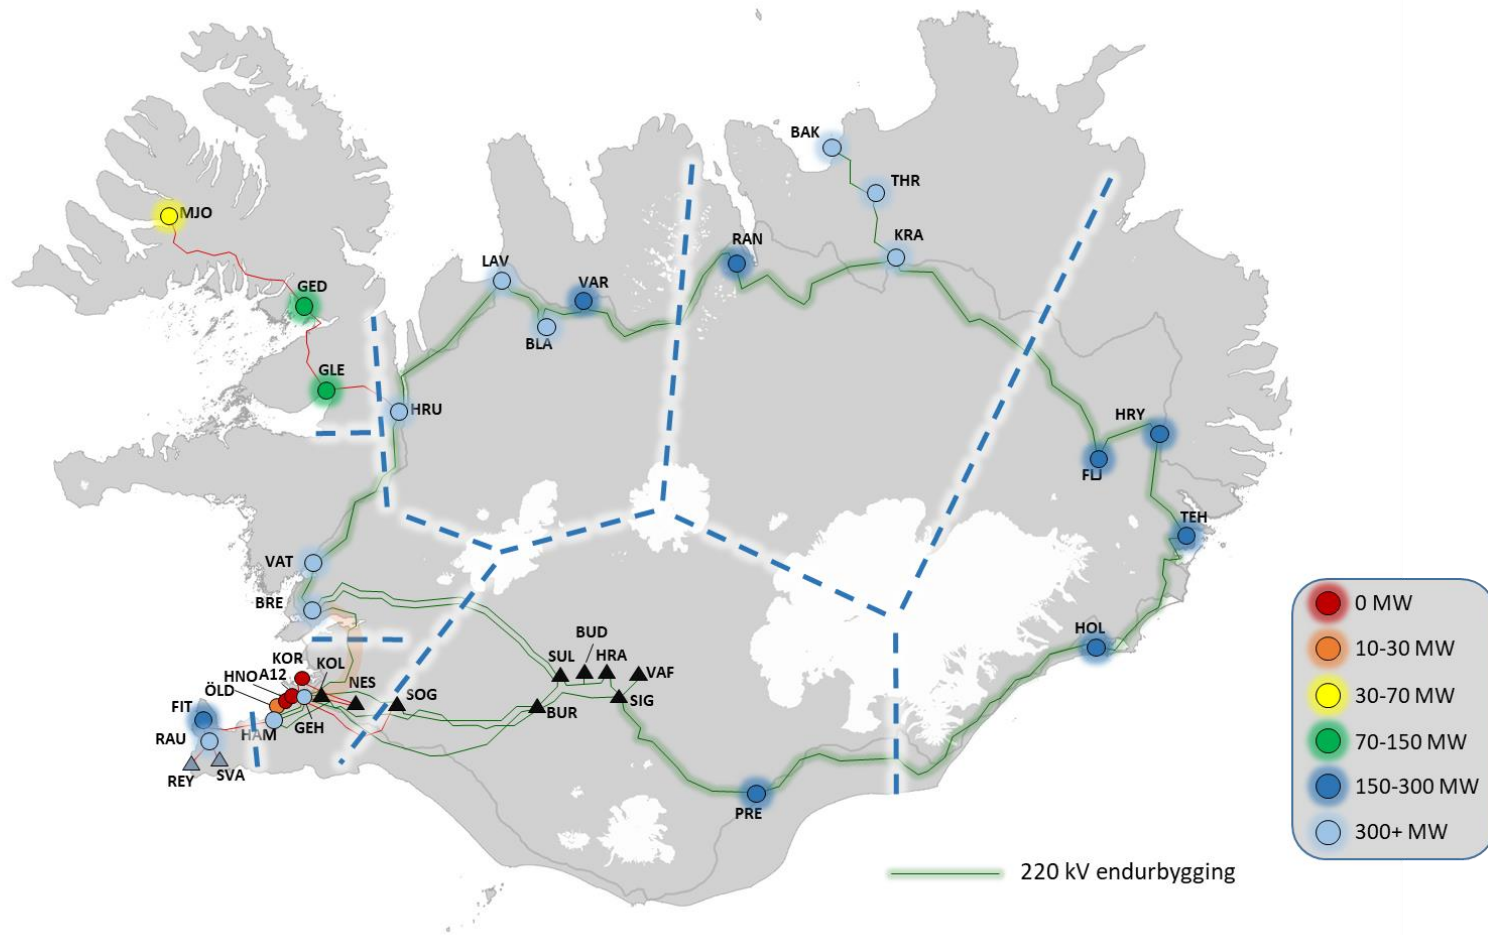 BAK
THR
MJO
KRA
RAN
LAV
VAR
GED
BLA
GLE
HRU
HRY
FLJ
TEH
VAT
BRE
HOL
BUD
SUL
HRA
VAF
KOR
KOL
HNO
A12
NES
ÖLD
SOG
SIG
FIT
BUR
GEH
HAM
RAU
SVA
REY
PRE
0 MW
10-30 MW
30-70 MW
70-150 MW
150-300 MW
300+ MW
220 kV endurbygging